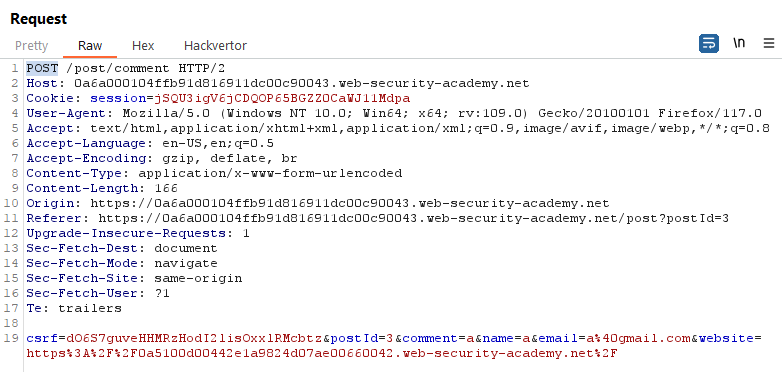 Request
Pretty Raw Hex Hackvertor \n
1 POST /post/comment HTTP/2
2 Host: 0a6a000104ffb91d816911dc00c90043.web-security-academy.net
3 Cookie: session=jSQU3igV6jCDQOP65BGZZOCaWJ11Mdpa
4 User-Agent: Mozilla/5.0 (Windows NT 10.0; Win64; x64; rv:109.0) Gecko/20100101 Firefox/117.0
5 Accept: text/html,application/xhtml+xml,application/xml;q=0.9,image/avif,image/webp,*/*;q=0.8
6 Accept-Language: en-US,en;q=0.5
7 Accept-Encoding: gzip, deflate, br
8 Content-Type: application/x-www-form-urlencoded
9 Content-Length: 166
10 Origin: https://0a6a000104ffb91d816911dc00c90043.web-security-academy.net
11 Referer: https://0a6a000104ffb91d816911dc00c90043.web-security-academy.net/post?postId=3
12 Upgrade-Insecure-Requests: 1
13 Sec-Fetch-Dest: document
14 Sec-Fetch-Mode: navigate
15 Sec-Fetch-Site: same-origin
16 Sec-Fetch-User: ?1
17 Te: trailers
18
19 csrf=dO6S7guveHHMRzHodI2lisOxxlRMcbtz&postId=3&comment=a&name=a&email=a%40gmail.com&website=
https%3A%2F%2F0a5100d00442e1a9824d07ae00660042.web-security-academy.net%2F